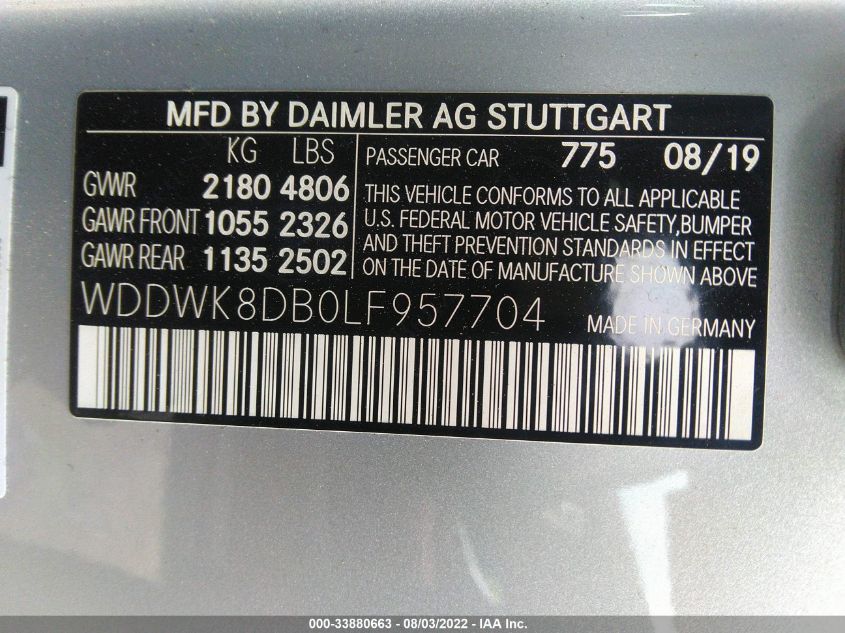 MFD BY DAIMLER AG STUTTGART
KG LBS
GVWR 2180 4806
GAWR FRONT 1055 2326
GAWR REAR 1135 2502
PASSENGER CAR 775 08/19
THIS VEHICLE CONFORMS TO ALL APPLICABLE
U.S. FEDERAL MOTOR VEHICLE SAFETY,BUMPER
AND THEFT PREVENTION STANDARDS IN EFFECT
ON THE DATE OF MANUFACTURE SHOWN ABOVE
WDDWK8DB0LF957704
MADE IN GERMANY
000-33880663 - 08/03/2022 - IAA Inc.